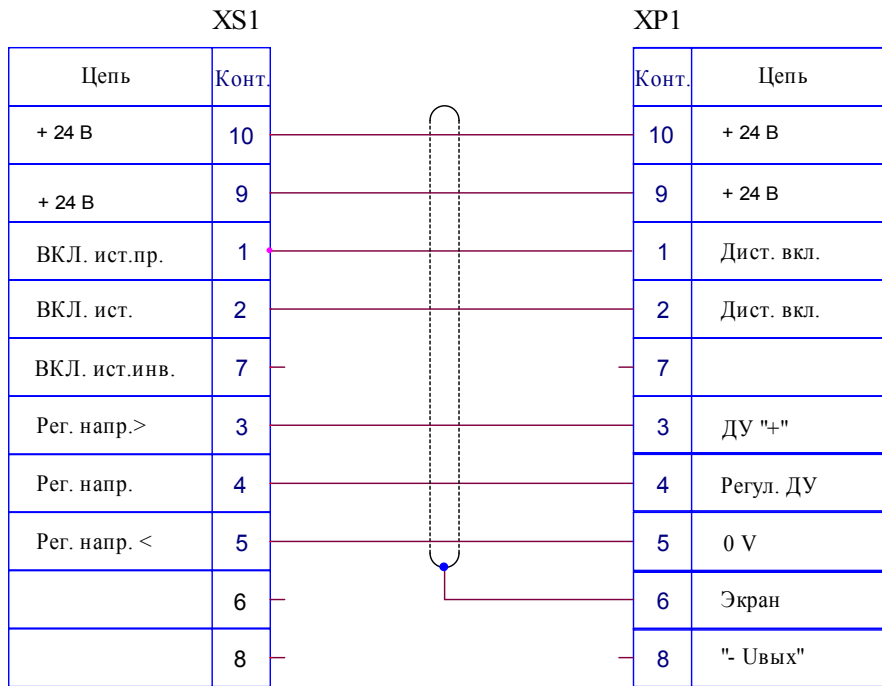 XS1 XP1
Цепь Конт. Конт. Цепь
+ 24 В 10 10 + 24 В
+ 24 В 9 9 + 24 В
ВКЛ. ист.пр. 1 1 Дист. вкл.
ВКЛ. ист. 2 2 Дист. вкл.
ВКЛ. ист.инв. 7 7
Рег. напр.> 3 3 ДУ "+"
Рег. напр. 4 4 Регул. ДУ
Рег. напр. < 5 5 0 V
6 6 Экран
8 8 "- Uвых"